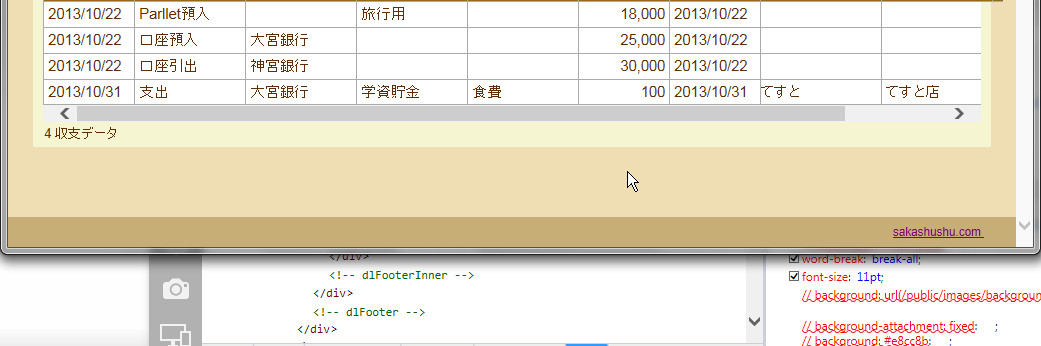 2013/10/22 Parllet預入 旅行用 18,000 2013/10/22
2013/10/22 口座預入 大宮銀行 25,000 2013/10/22
2013/10/22 口座引出 神宮銀行 30,000 2013/10/22
2013/10/31 支出 大宮銀行 学資貯金 食費 100 2013/10/31 てすと てすと店
4 収支データ
sakashushu.com
</div>
<!-- dlFooterInner -->
</div>
<!-- dlFooter -->
</div>
word-break: break-all;
font-size: 11pt;
// background: url(/public/images/backgroun
// background-attachment: fixed: ;
// background: #e8cc8b: ;